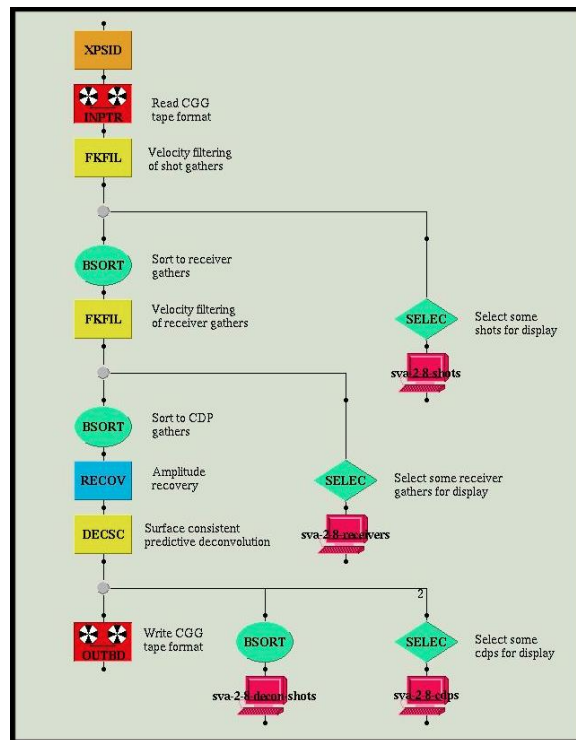 XPSID
INPTR
Read CGG
tape format
FKFIL
Velocity filtering
of shot gathers
BSORT
Sort to receiver
gathers
FKFIL
Velocity filtering
of receiver gathers
SELEC
Select some
shots for display
sva-2-8-shots
BSORT
Sort to CDP
gathers
RECOV
Amplitude
recovery
SELEC
Select some receiver
gathers for display
DECSC
Surface consistent
predictive deconvolution
sva-2-8-receivers
2
OUTBD
Write CGG
tape format
BSORT
SELEC
Select some
cdps for display
sva-2-8-decon-shots
sva-2-8-cdps